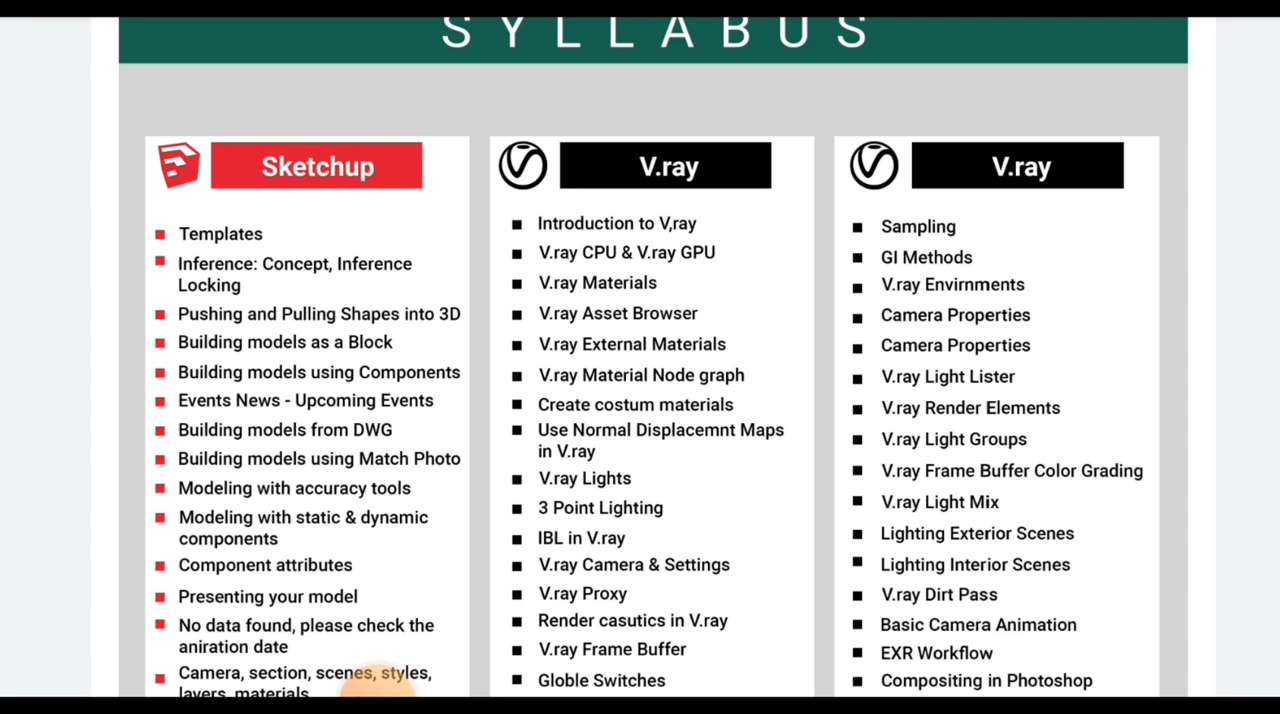 SYLLABUS
Sketchup
Templates
Inference: Concept, Inference
Locking
Pushing and Pulling Shapes into 3D
Building models as a Block
Building models using Components
Events News - Upcoming Events
Building models from DWG
Building models using Match Photo
Modeling with accuracy tools
Modeling with static & dynamic
components
Component attributes
Presenting your model
No data found, please check the
aniration date
Camera, section, scenes, styles,
layers, materials
V.ray
Introduction to V,ray
V.ray CPU & V.ray GPU
V.ray Materials
V.ray Asset Browser
V.ray External Materials
V.ray Material Node graph
Create costum materials
Use Normal Displacemnt Maps
in V.ray
V.ray Lights
3 Point Lighting
IBL in V.ray
V.ray Camera & Settings
V.ray Proxy
Render casutics in V.ray
V.ray Frame Buffer
Globle Switches
V.ray
Sampling
GI Methods
V.ray Envirnments
Camera Properties
Camera Properties
V.ray Light Lister
V.ray Render Elements
V.ray Light Groups
V.ray Frame Buffer Color Grading
V.ray Light Mix
Lighting Exterior Scenes
Lighting Interior Scenes
V.ray Dirt Pass
Basic Camera Animation
EXR Workflow
Compositing in Photoshop